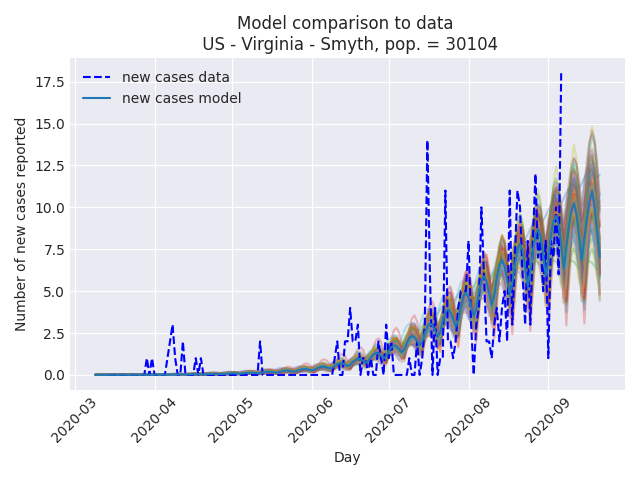 Model comparison to data
US - Virginia - Smyth, pop. = 30104
new cases data
new cases model
Number of new cases reported
17.5
15.0
12.5
10.0
7.5
5.0
2.5
0.0
2020-03
2020-04
2020-05
2020-06
2020-07
2020-08
2020-09
Day